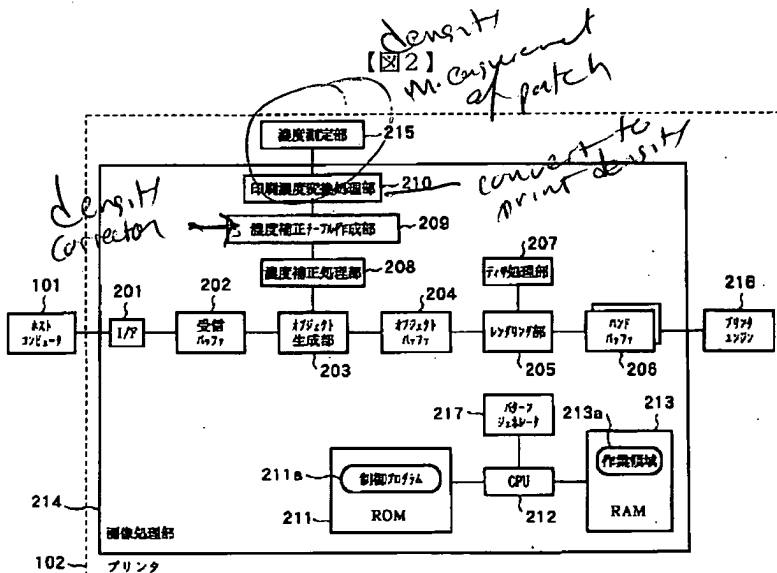 density
【図2】
measurement
of patch
濃度測定部 215
convert to
print density
印刷濃度変換処理部 210
density
濃度補正テーブル作成部 209
濃度補正処理部 208
207
ディザ処理部
101 201 202 204
ホスト
コンピュータ
I/F
受信
バッファ
オブジェクト
生成部
オブジェクト
バッファ
レンダリング部
バンド
バッファ
216
プリンタ
エンジン
203 205 206
217
パターン
ジェネレータ
213a 213
211a
制御プログラム
作業領域
CPU
211 ROM
212
RAM
214
画像処理部
102 プリンタ